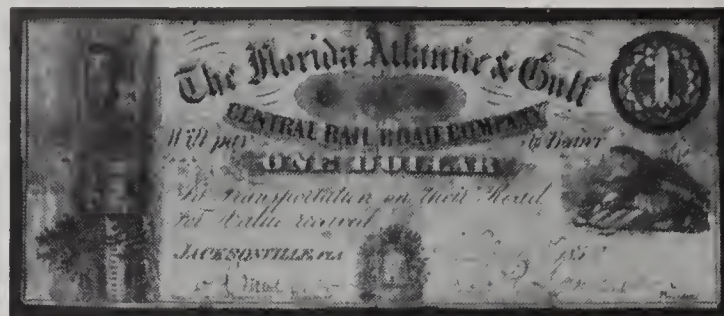 The Florida Atlantic & Gulf
1
CENTRAL RAIL ROAD COMPANY
Will pay to Bearer
ONE DOLLAR
In Transportation on their Road
for Value received
JACKSONVILLE, FLA